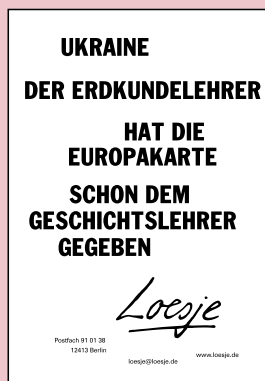 UKRAINE
DER ERDKUNDELEHRER
HAT DIE
EUROPAKARTE
SCHON DEM
GESCHICHTSLEHRER
GEGEBEN
Loesje
Postfach 91 01 38
12413 Berlin
loesje@loesje.de
www.loesje.de